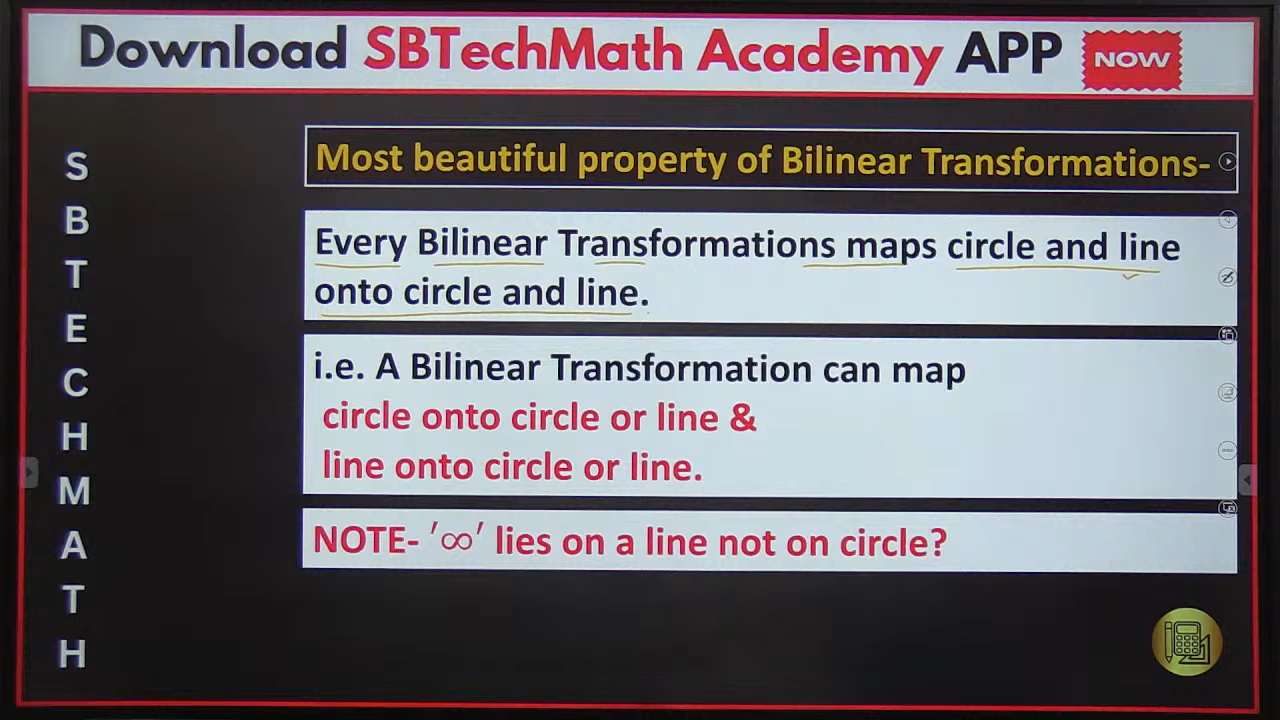 Download SBTechMath Academy APP NOW
S
B
T
E
C
H
M
A
T
H
Most beautiful property of Bilinear Transformations-
Every Bilinear Transformations maps circle and line
onto circle and line.
i.e. A Bilinear Transformation can map
circle onto circle or line &
line onto circle or line.
NOTE- '∞' lies on a line not on circle?